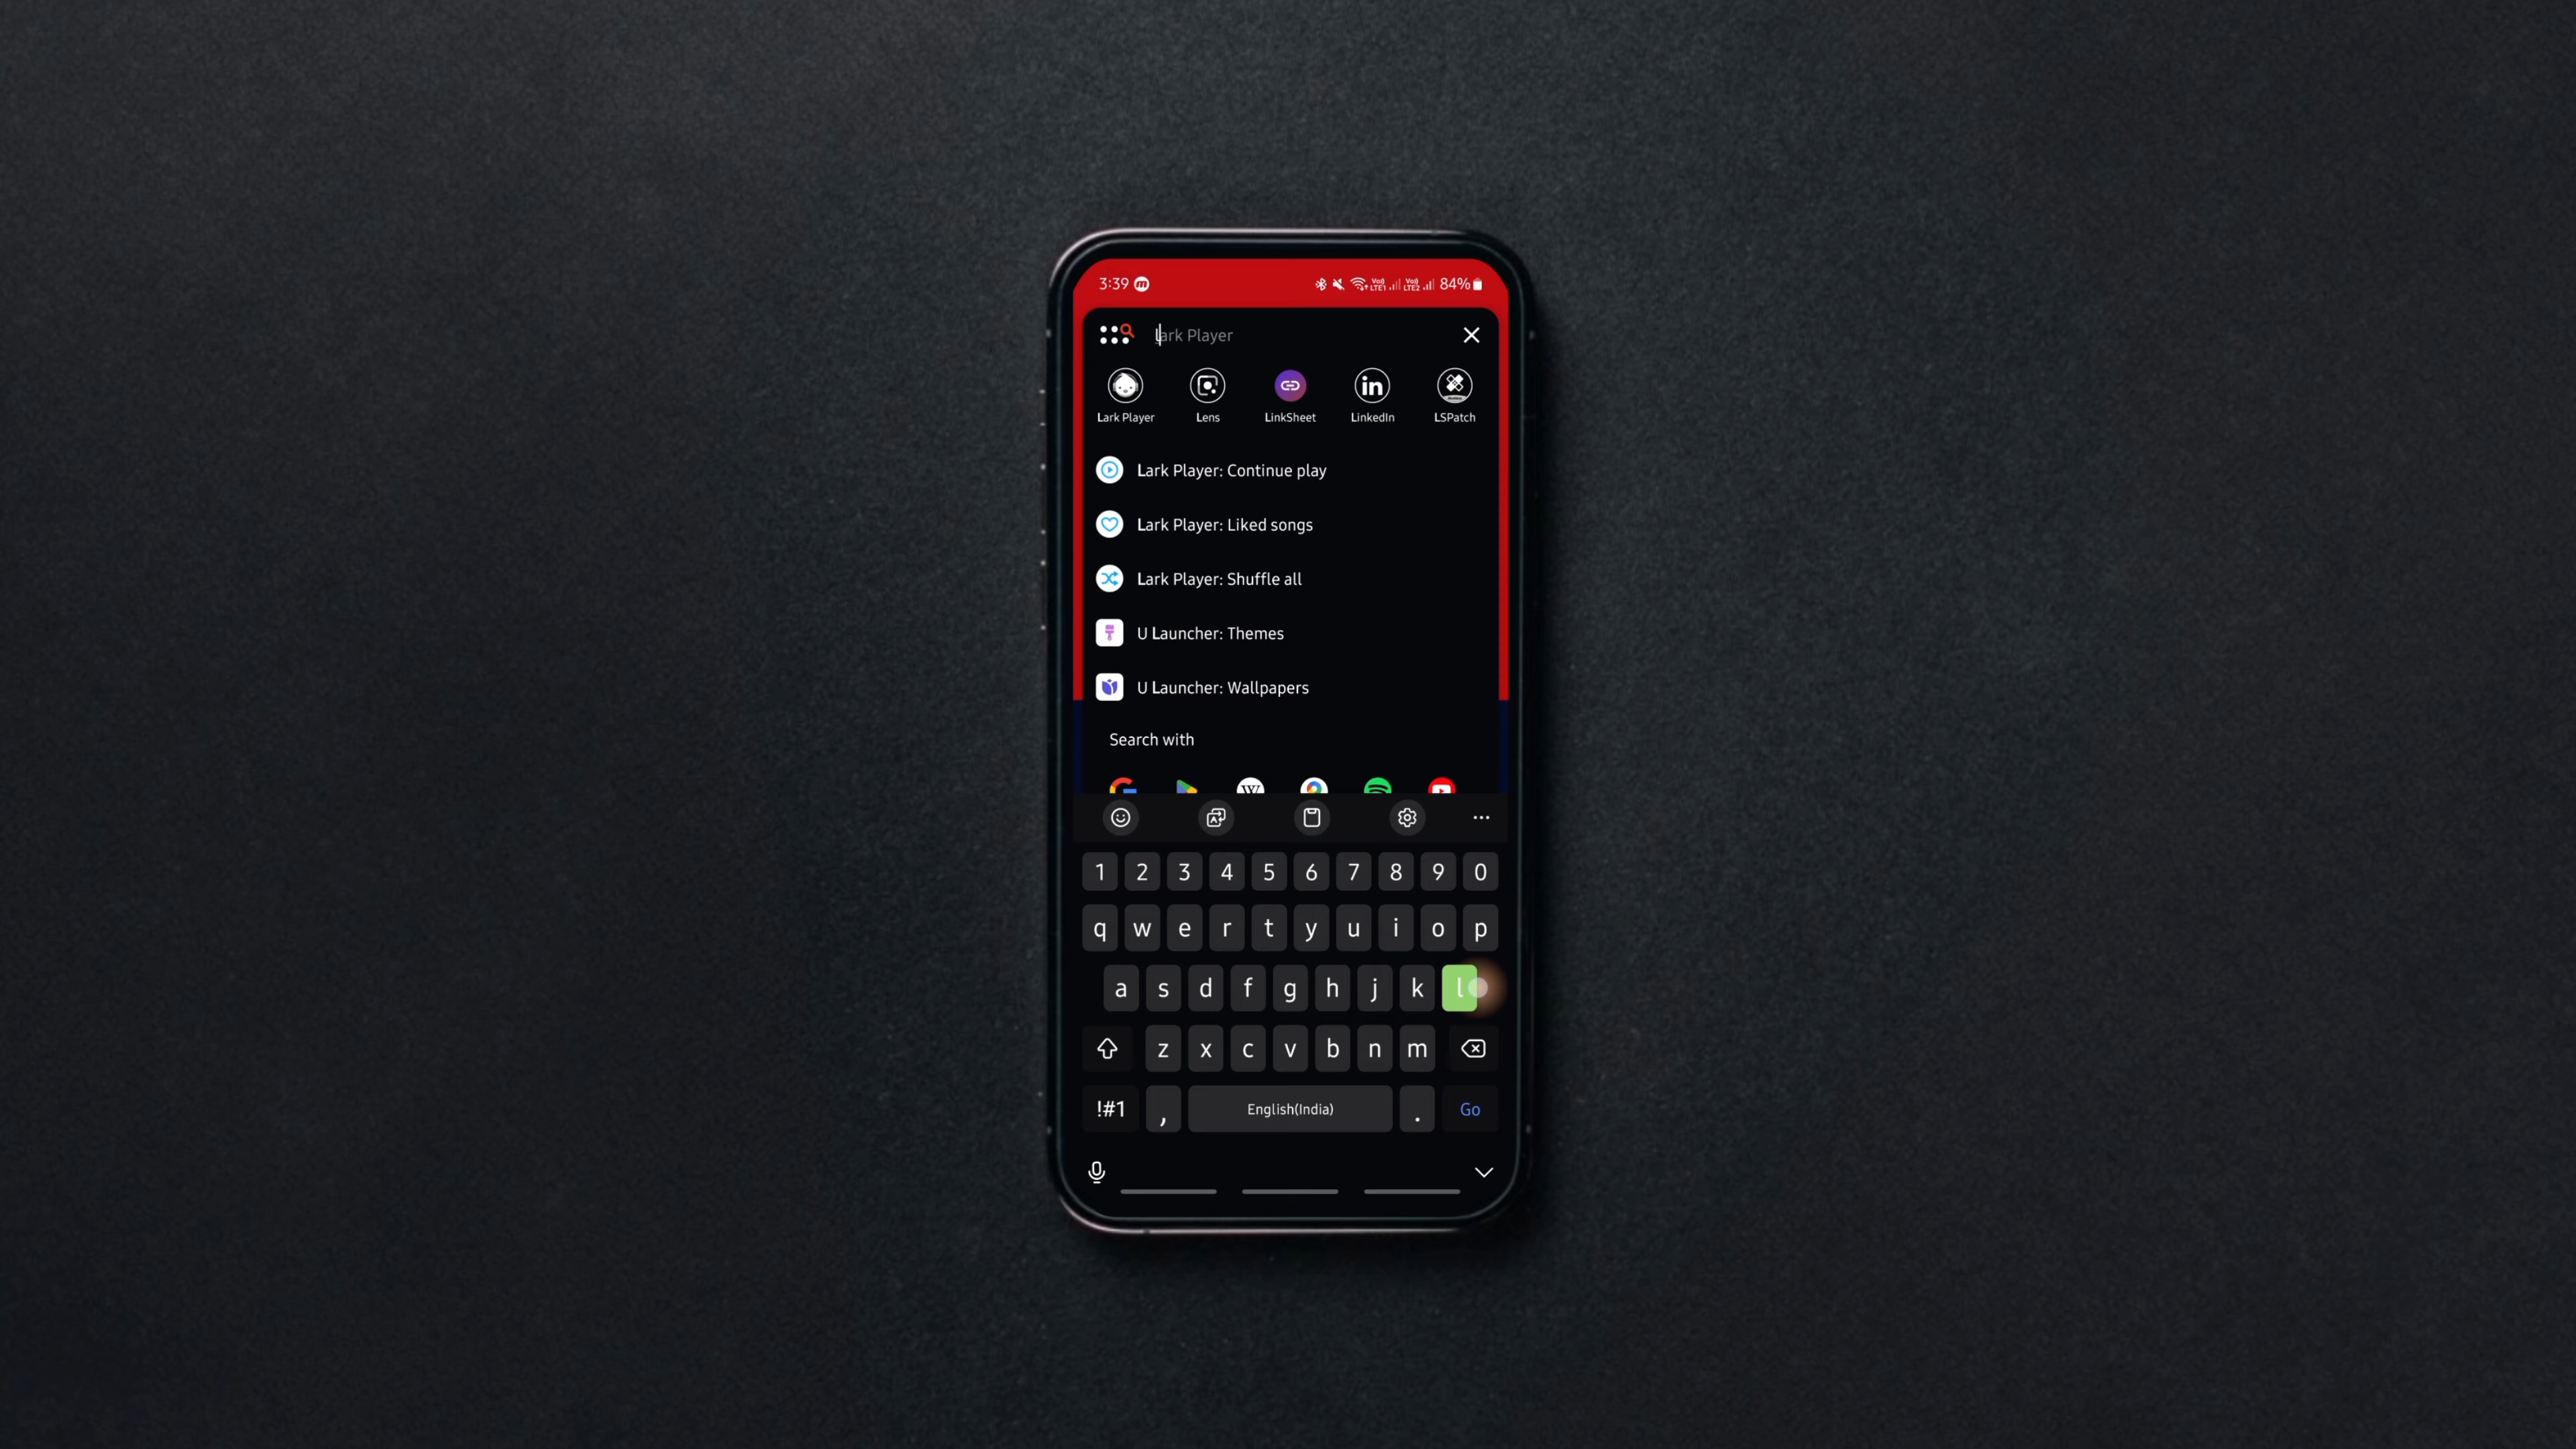 3:39 84%
Lark Player
Lark Player Lens LinkSheet LinkedIn LSPatch
Lark Player: Continue play
Lark Player: Liked songs
Lark Player: Shuffle all
U Launcher: Themes
U Launcher: Wallpapers
Search with
1 2 3 4 5 6 7 8 9 0
q w e r t y u i o p
a s d f g h j k l
z x c v b n m
!#1 , English(India) . Go